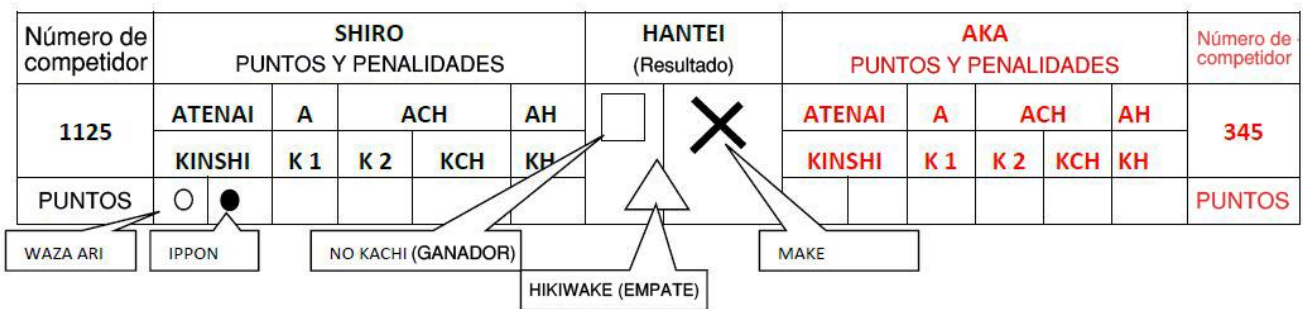 Número de competidor SHIRO PUNTOS Y PENALIDADES HANTEI (Resultado) AKA PUNTOS Y PENALIDADES Número de competidor
1125 ATENAI A ACH AH ATENAI A ACH AH 345
KINSHI K 1 K 2 KCH KH KINSHI K 1 K 2 KCH KH
PUNTOS PUNTOS
WAZA ARI IPPON NO KACHI (GANADOR) MAKE
HIKIWAKE (EMPATE)